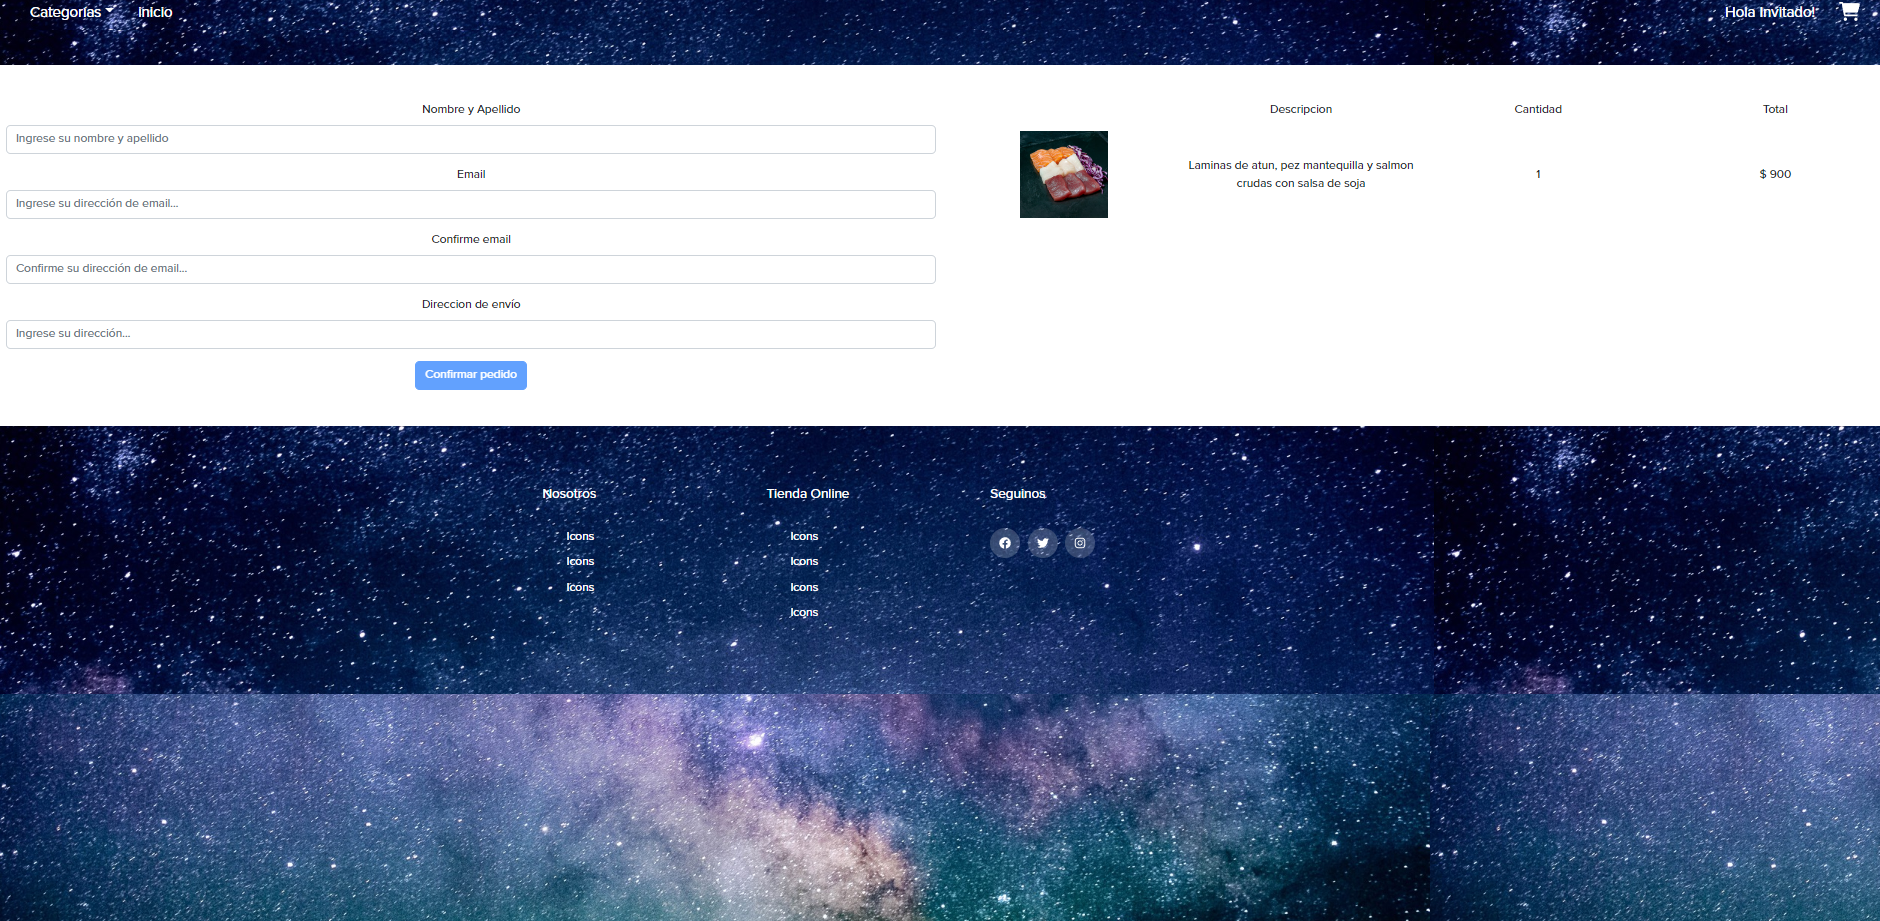 Categorías Inicio Hola Invitado!
Nombre y Apellido
Ingrese su nombre y apellido
Email
Ingrese su dirección de email...
Confirme email
Confirme su dirección de email...
Direccion de envío
Ingrese su dirección...
Confirmar pedido
Descripcion Cantidad Total
Laminas de atun, pez mantequilla y salmon
crudas con salsa de soja
1
$ 900
Nosotros
Icons
Icons
Icons
Tienda Online
Icons
Icons
Icons
Icons
Seguinos